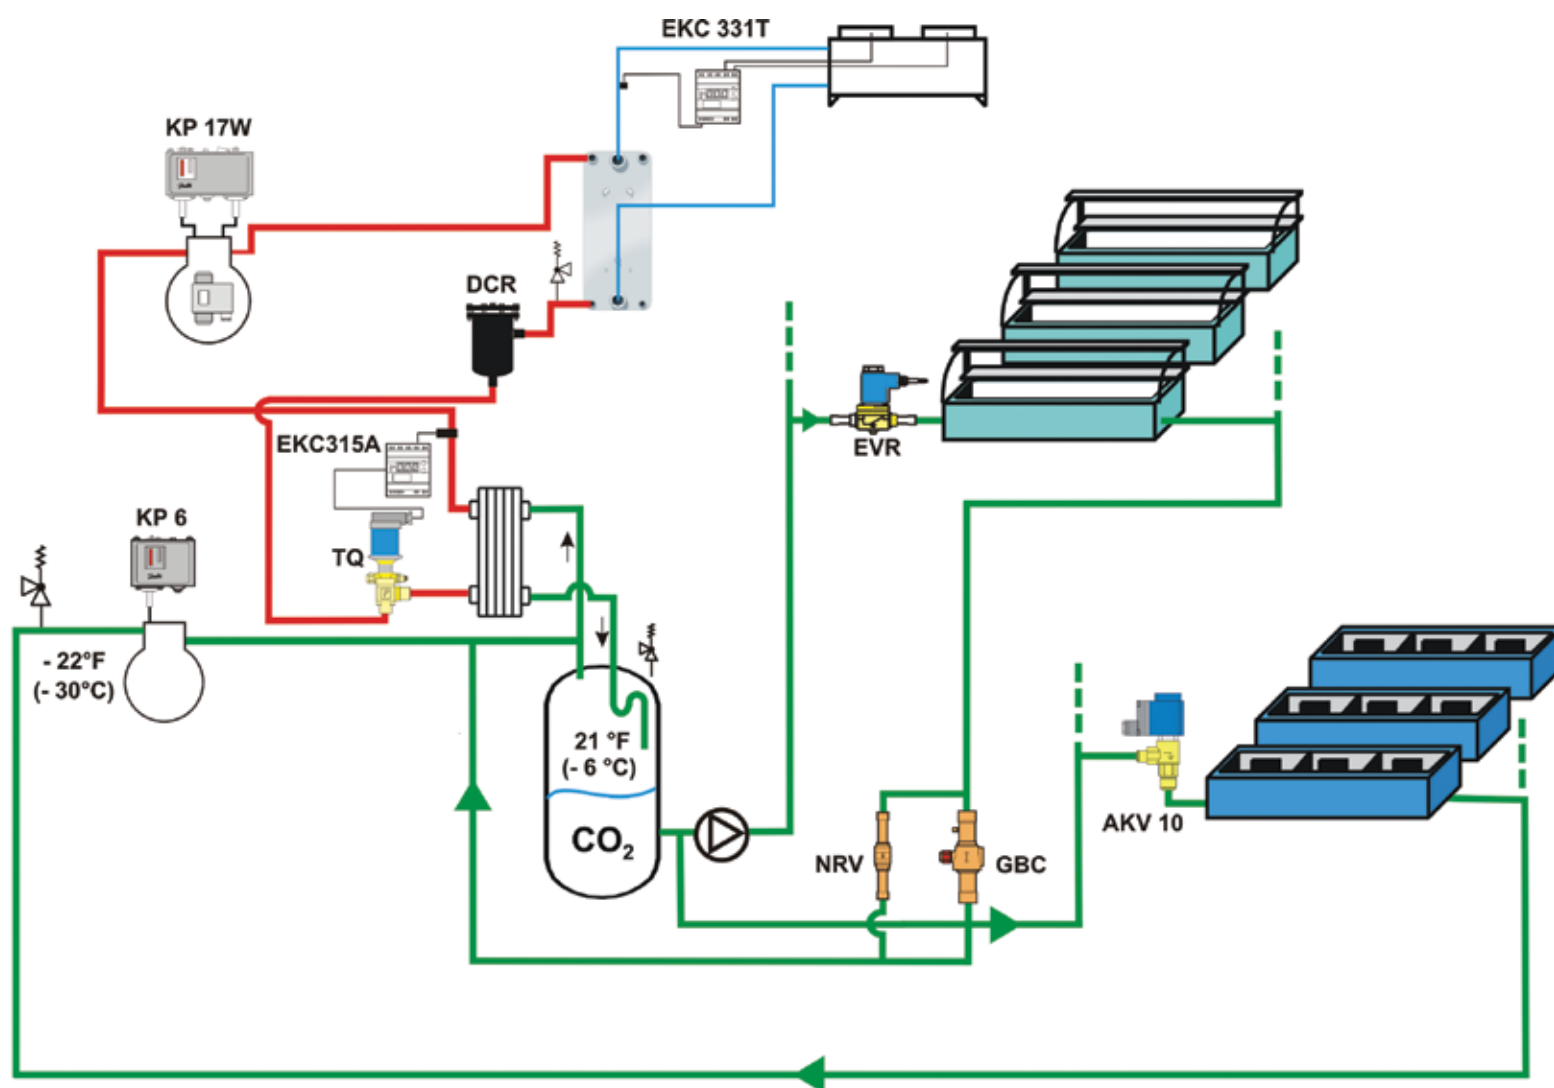 EKC 331T
KP 17W
DCR
EKC315A
EVR
KP 6
TQ
- 22°F
(- 30°C)
21 °F
(- 6 °C)
CO₂
NRV
GBC
AKV 10